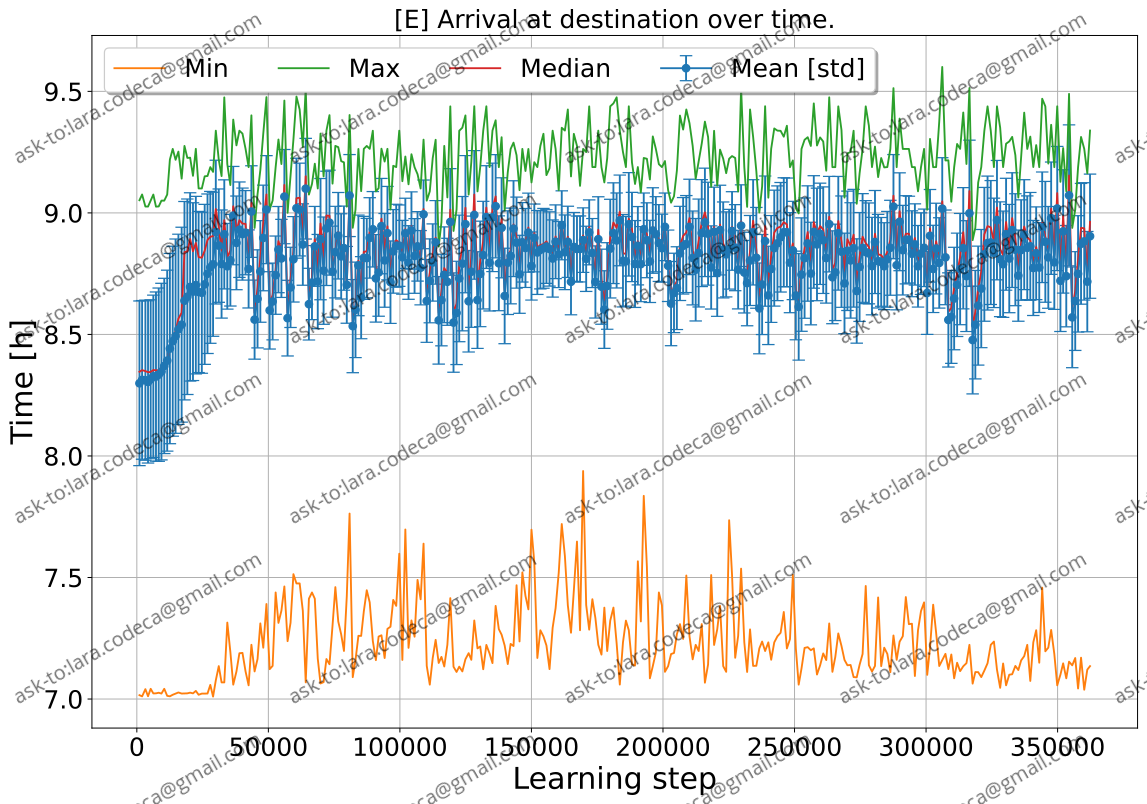 [E] Arrival at destination over time.
Min Max Median Mean [std]
9.5
9.0
8.5
8.0
7.5
7.0
Time [h]
0 50000 100000 150000 200000 250000 300000 350000
Learning step
ask-to:lara.codeca@gmail.com